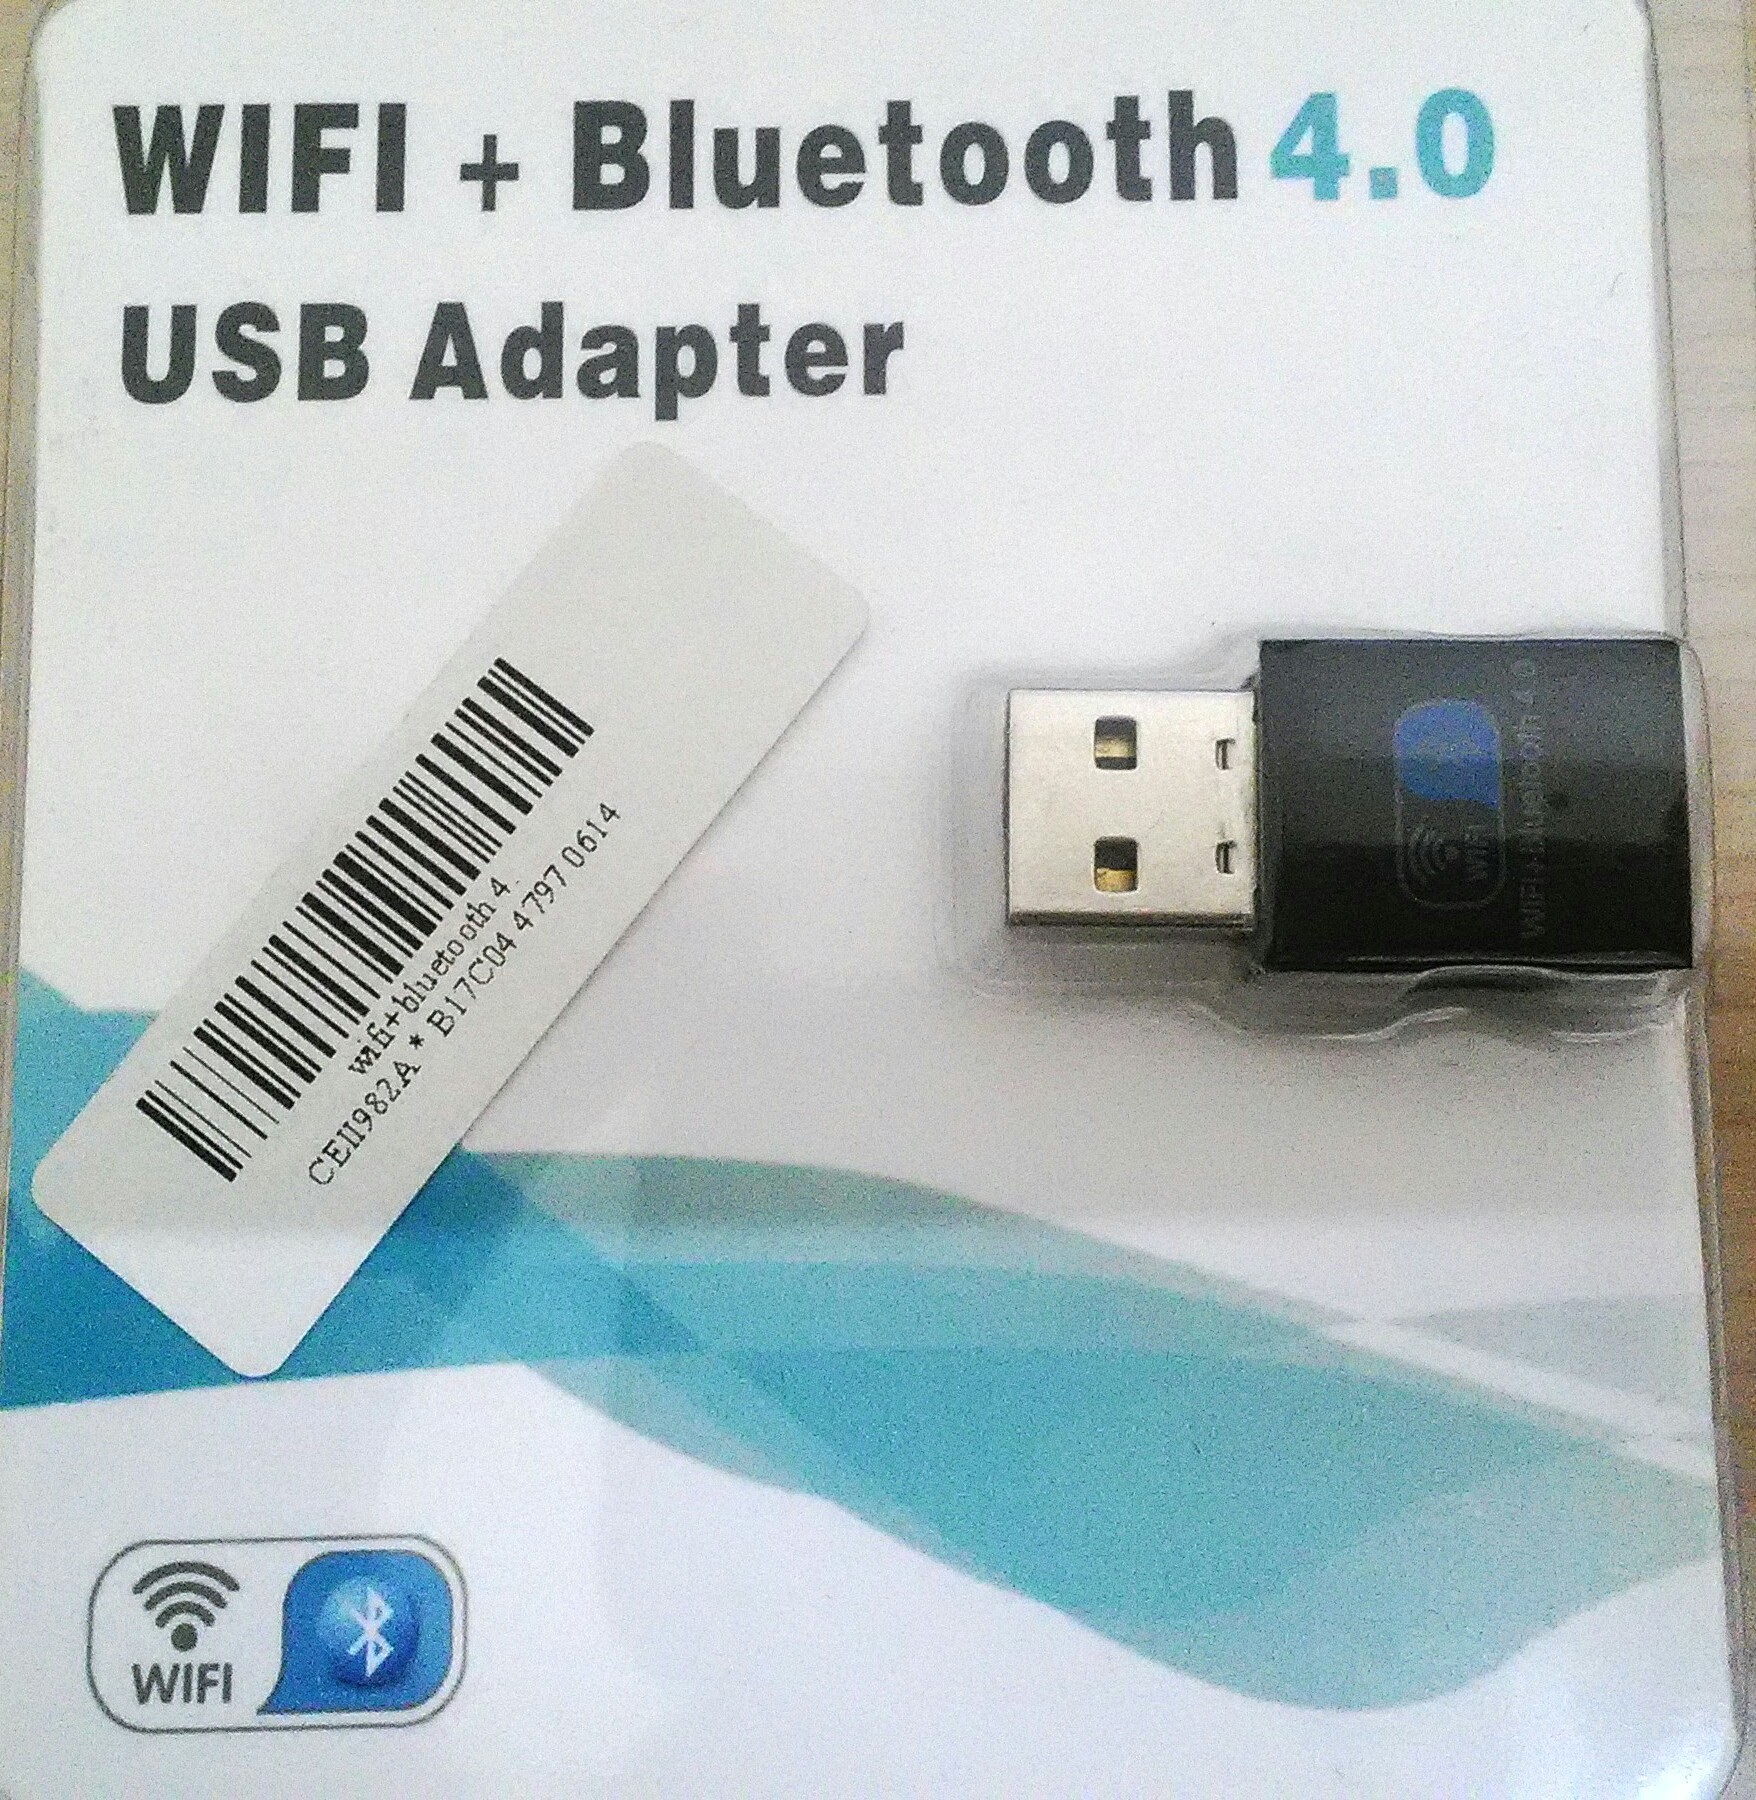 WIFI + Bluetooth 4.0
USB Adapter
wifi+bluetooth 4.
CEII982A * B17C04 4797 0614
WIFI
WIFI+Bluetooth 4.0
WIFI